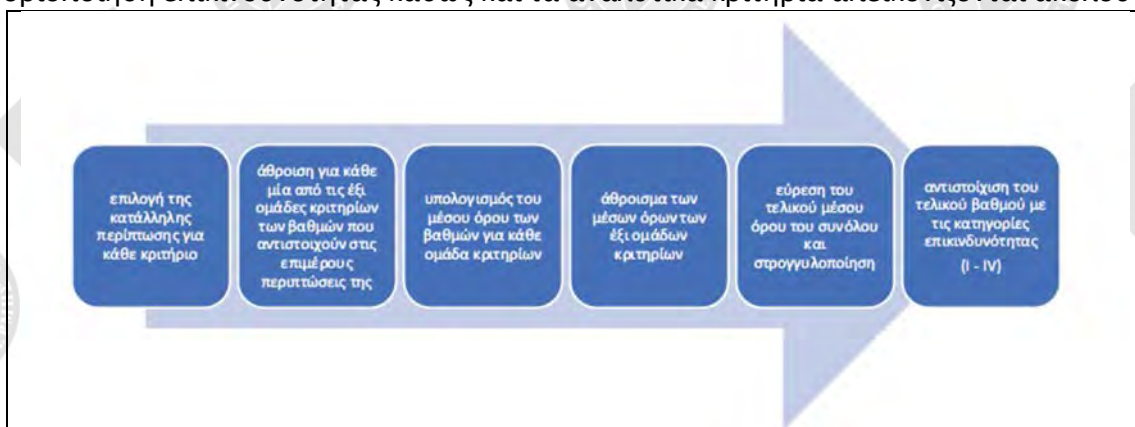 επιλογή της
κατάλληλης
περίπτωσης για
κάθε κριτήριο
άθροιση για κάθε
μία από τις έξι
ομάδες κριτηρίων
των βαθμών που
αντιστοιχούν στις
επιμέρους
περιπτώσεις της
υπολογισμός του
μέσου όρου των
βαθμών για κάθε
ομάδα κριτηρίων
άθροισμα των
μέσων όρων των
έξι ομάδων
κριτηρίων
εύρεση του
τελικού μέσου
όρου του συνόλου
και
στρογγυλοποίηση
αντιστοίχιση του
τελικού βαθμού με
τις κατηγορίες
επικινδυνότητας
(I - IV)